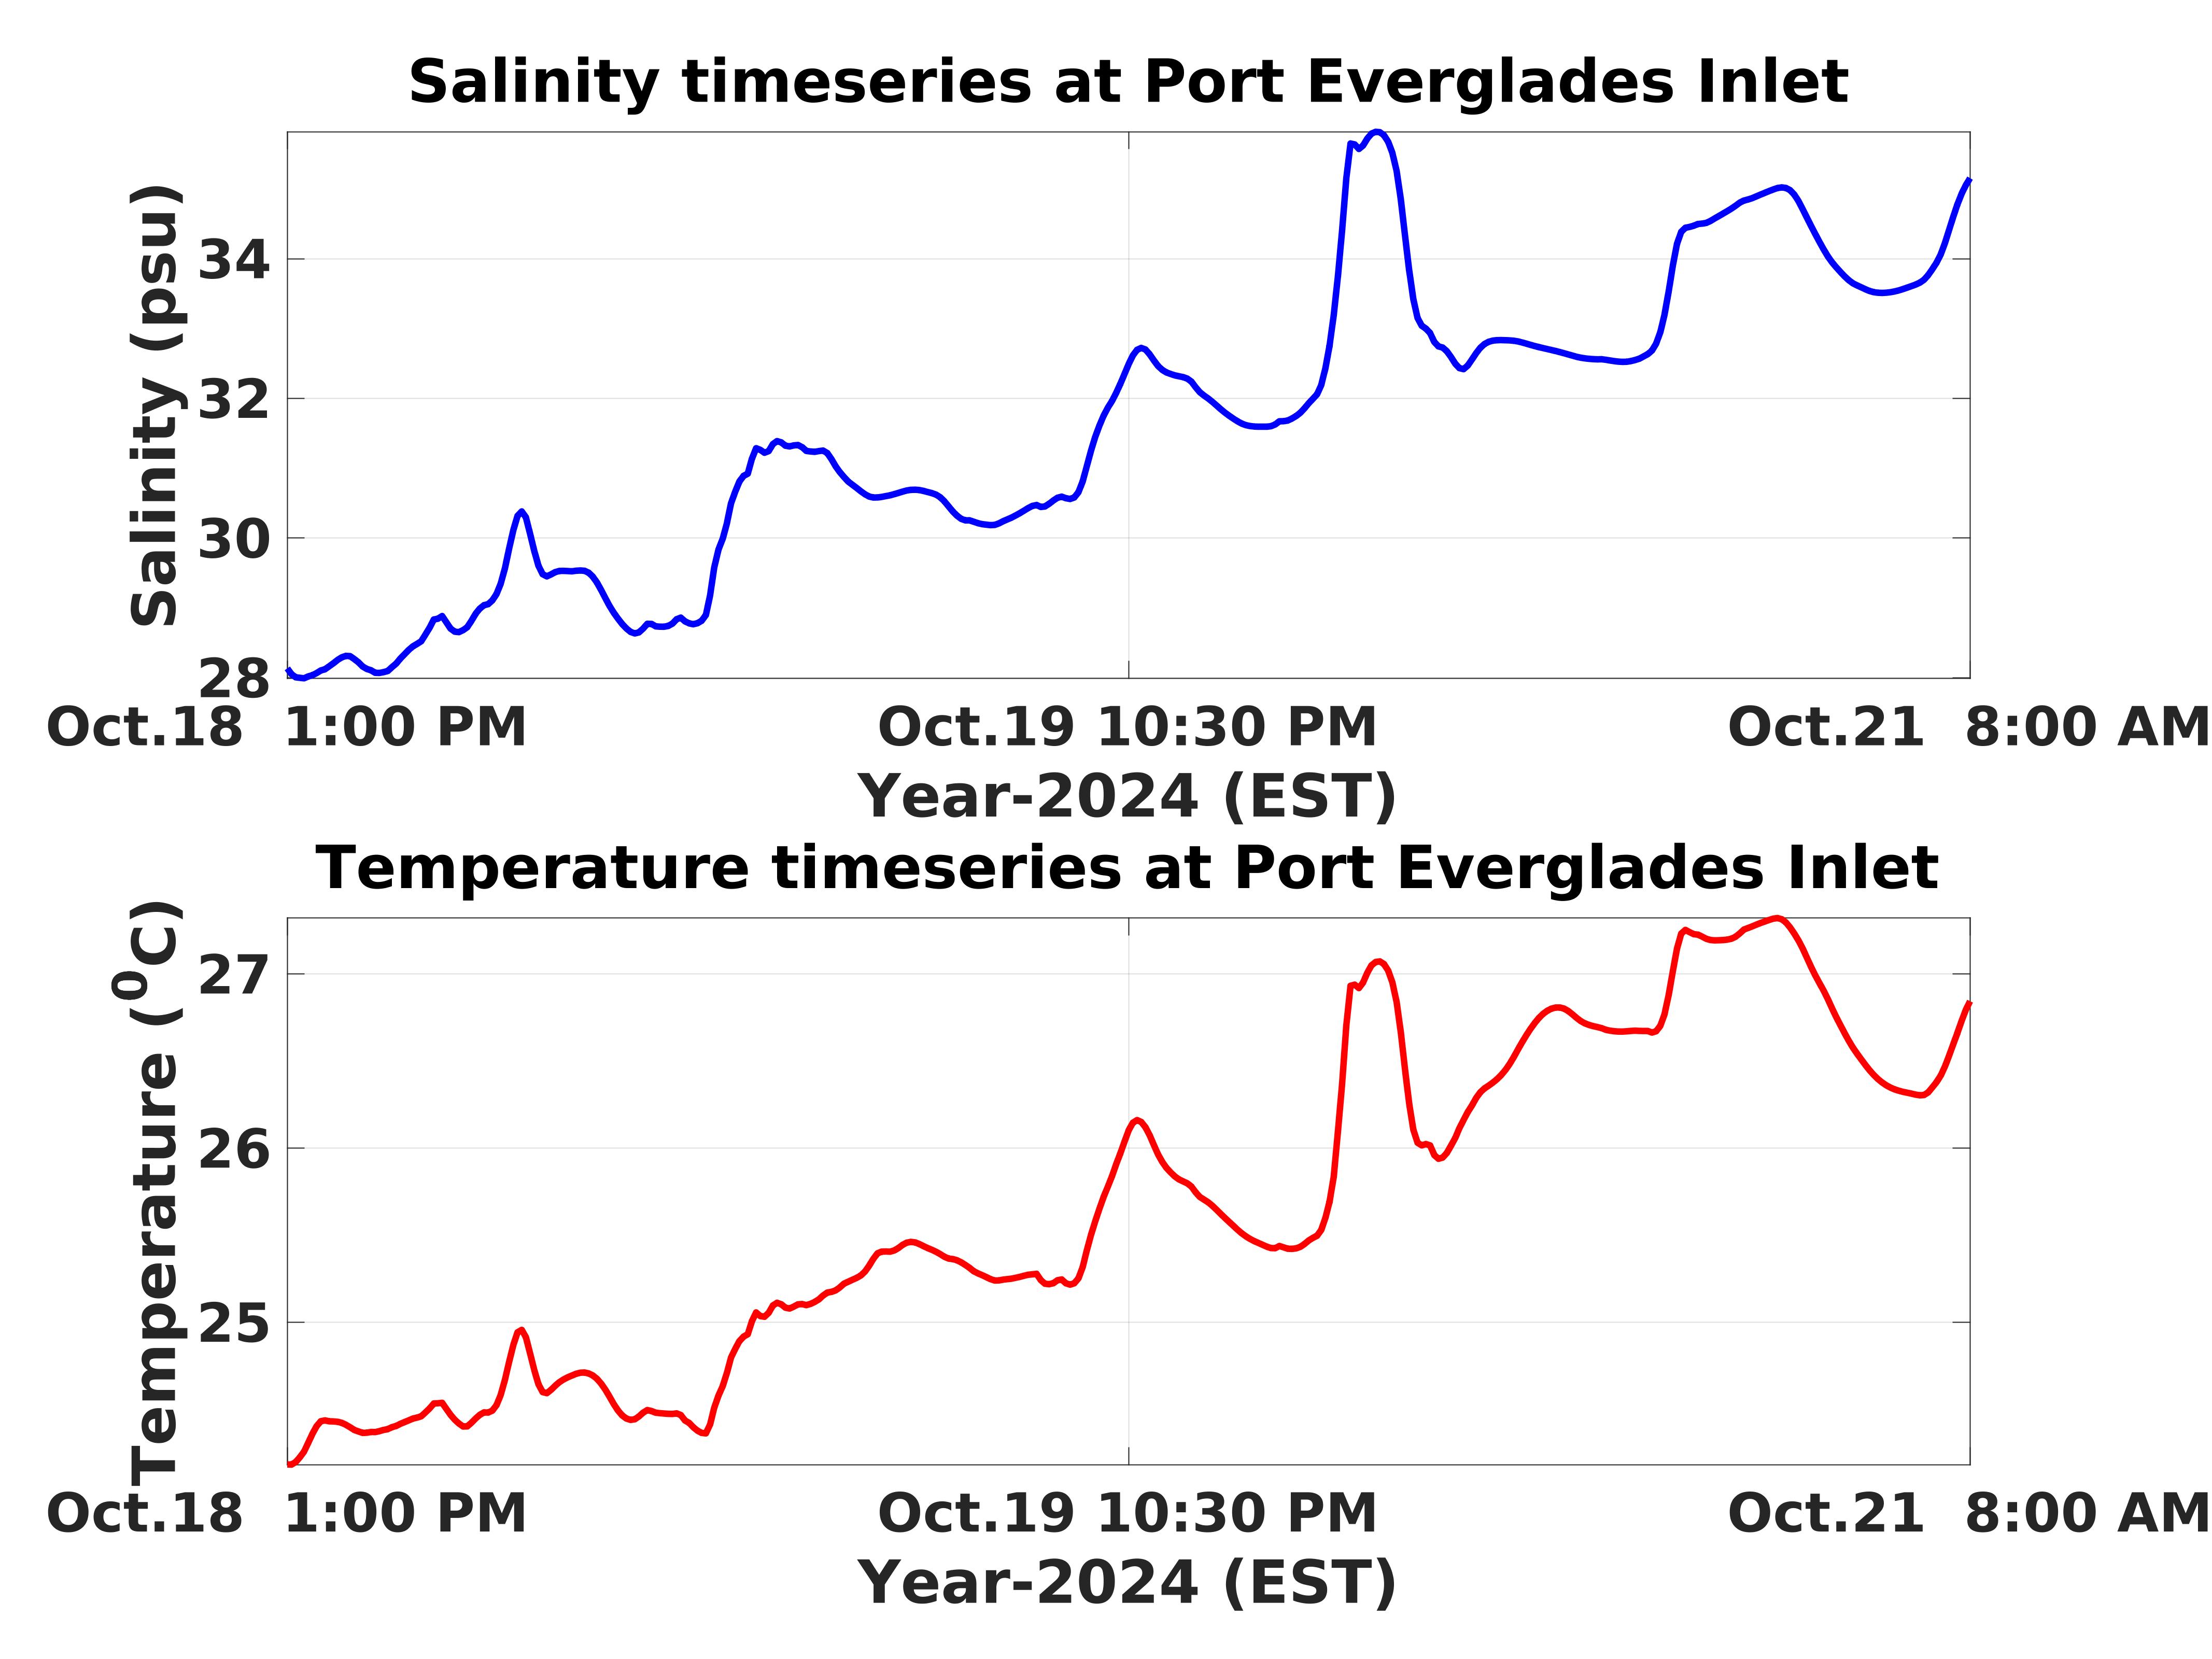 Salinity timeseries at Port Everglades Inlet
Salinity (psu)
34
32
30
28
Oct.18  1:00 PM
Oct.19 10:30 PM
Oct.21  8:00 AM
Year-2024 (EST)
Temperature timeseries at Port Everglades Inlet
Temperature (⁰C)
27
26
25
Oct.18  1:00 PM
Oct.19 10:30 PM
Oct.21  8:00 AM
Year-2024 (EST)